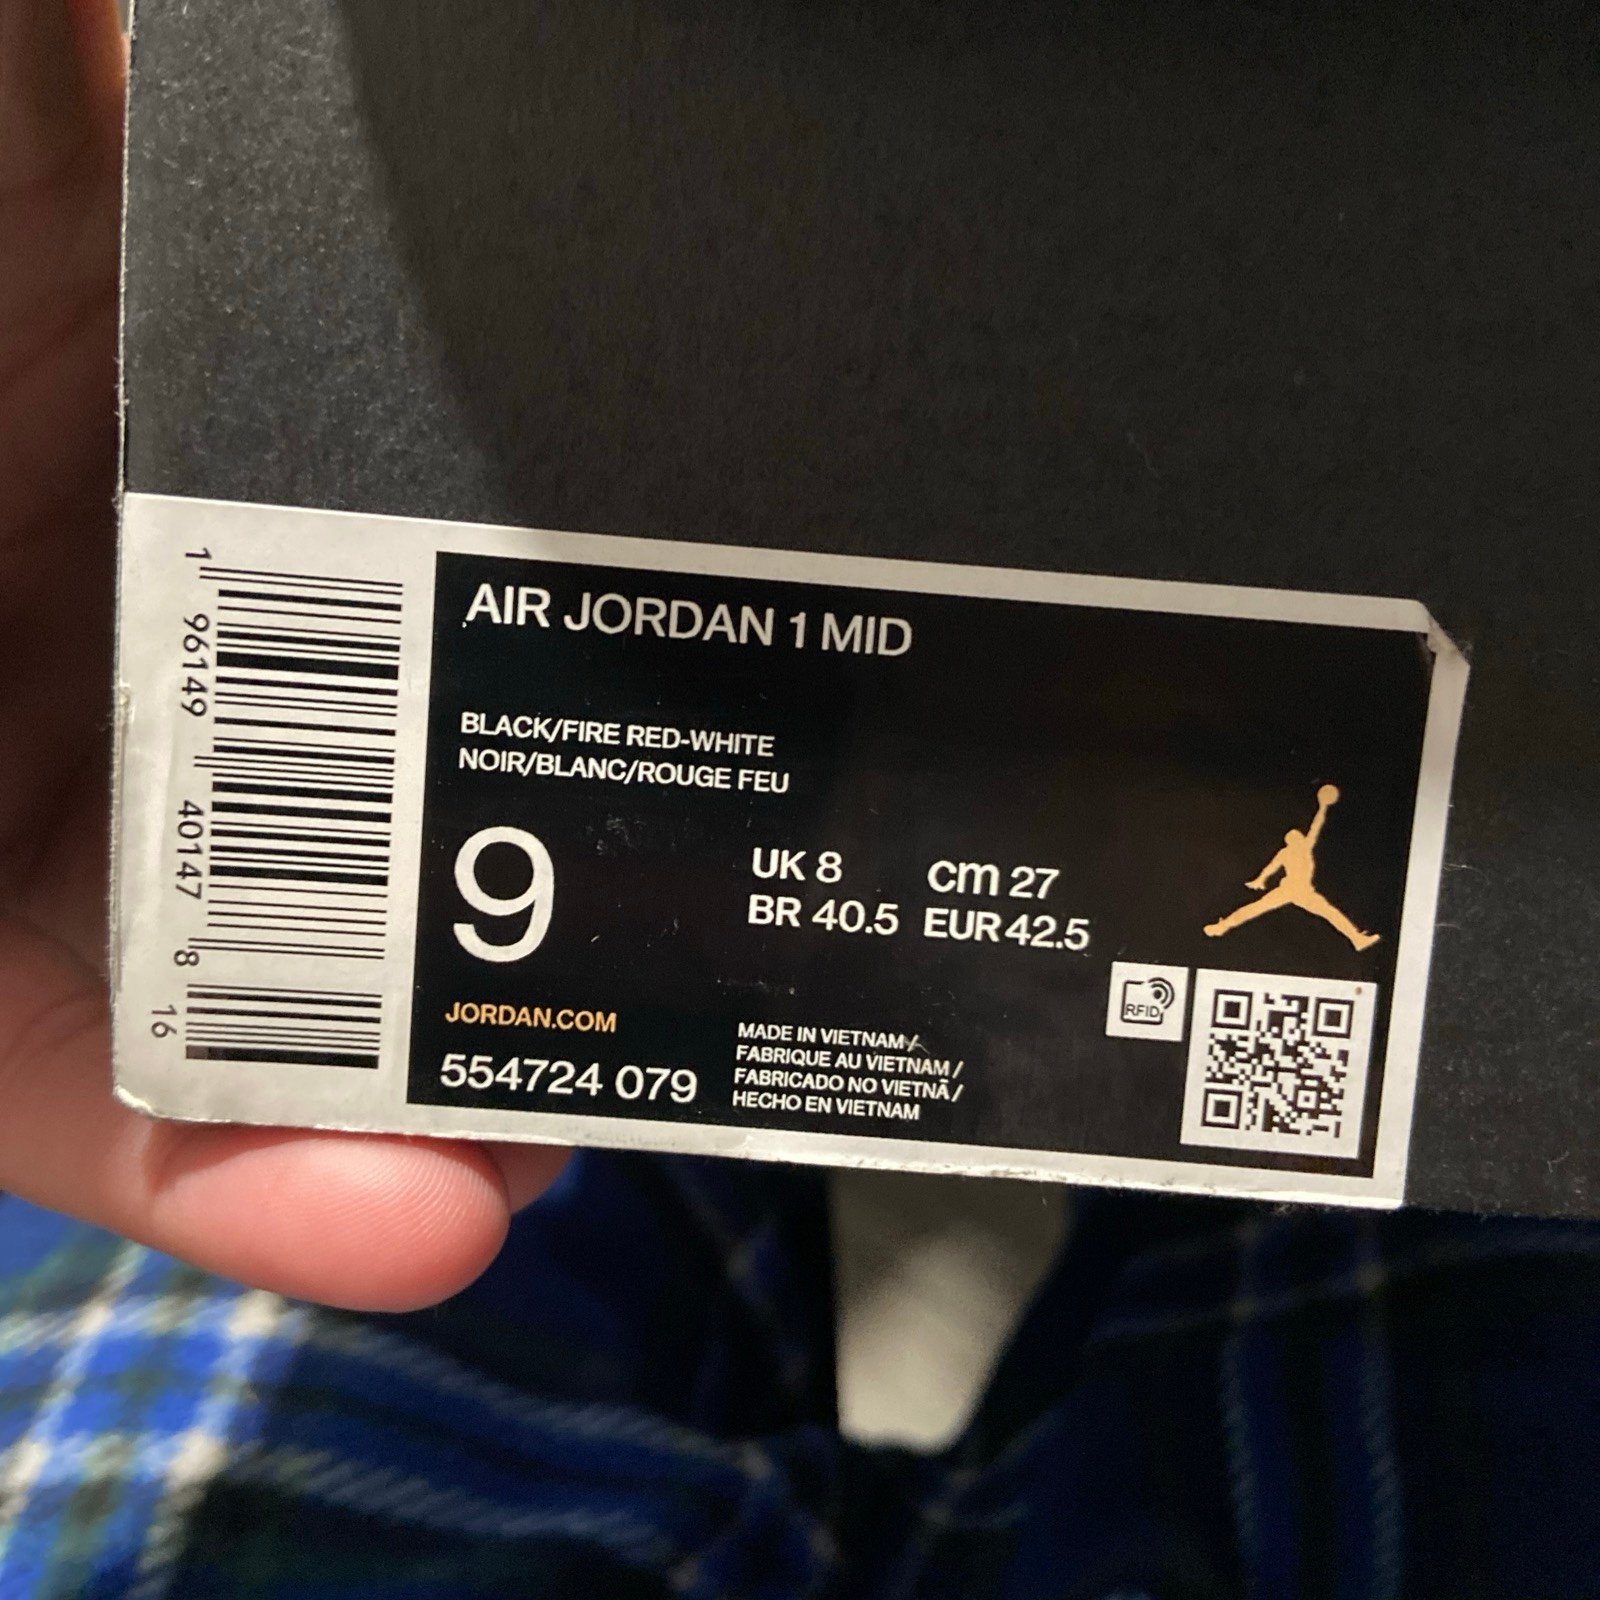 1 96149 40147 8
16
AIR JORDAN 1 MID
BLACK/FIRE RED-WHITE
NOIR/BLANC/ROUGE FEU
9
UK 8 cm 27
BR 40.5 EUR 42.5
JORDAN.COM
554724 079
MADE IN VIETNAM/
FABRIQUE AU VIETNAM/
FABRICADO NO VIETNÃ/
HECHO EN VIETNAM
RFID